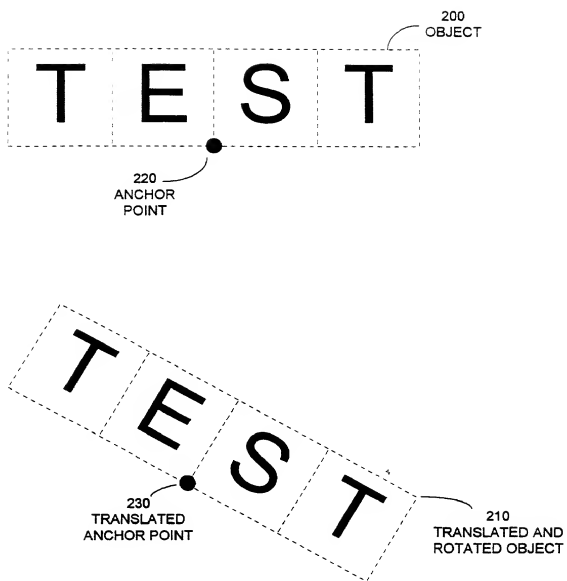 200
OBJECT
T E S T
220
ANCHOR
POINT
T E S T
230
TRANSLATED
ANCHOR POINT
210
TRANSLATED AND
ROTATED OBJECT